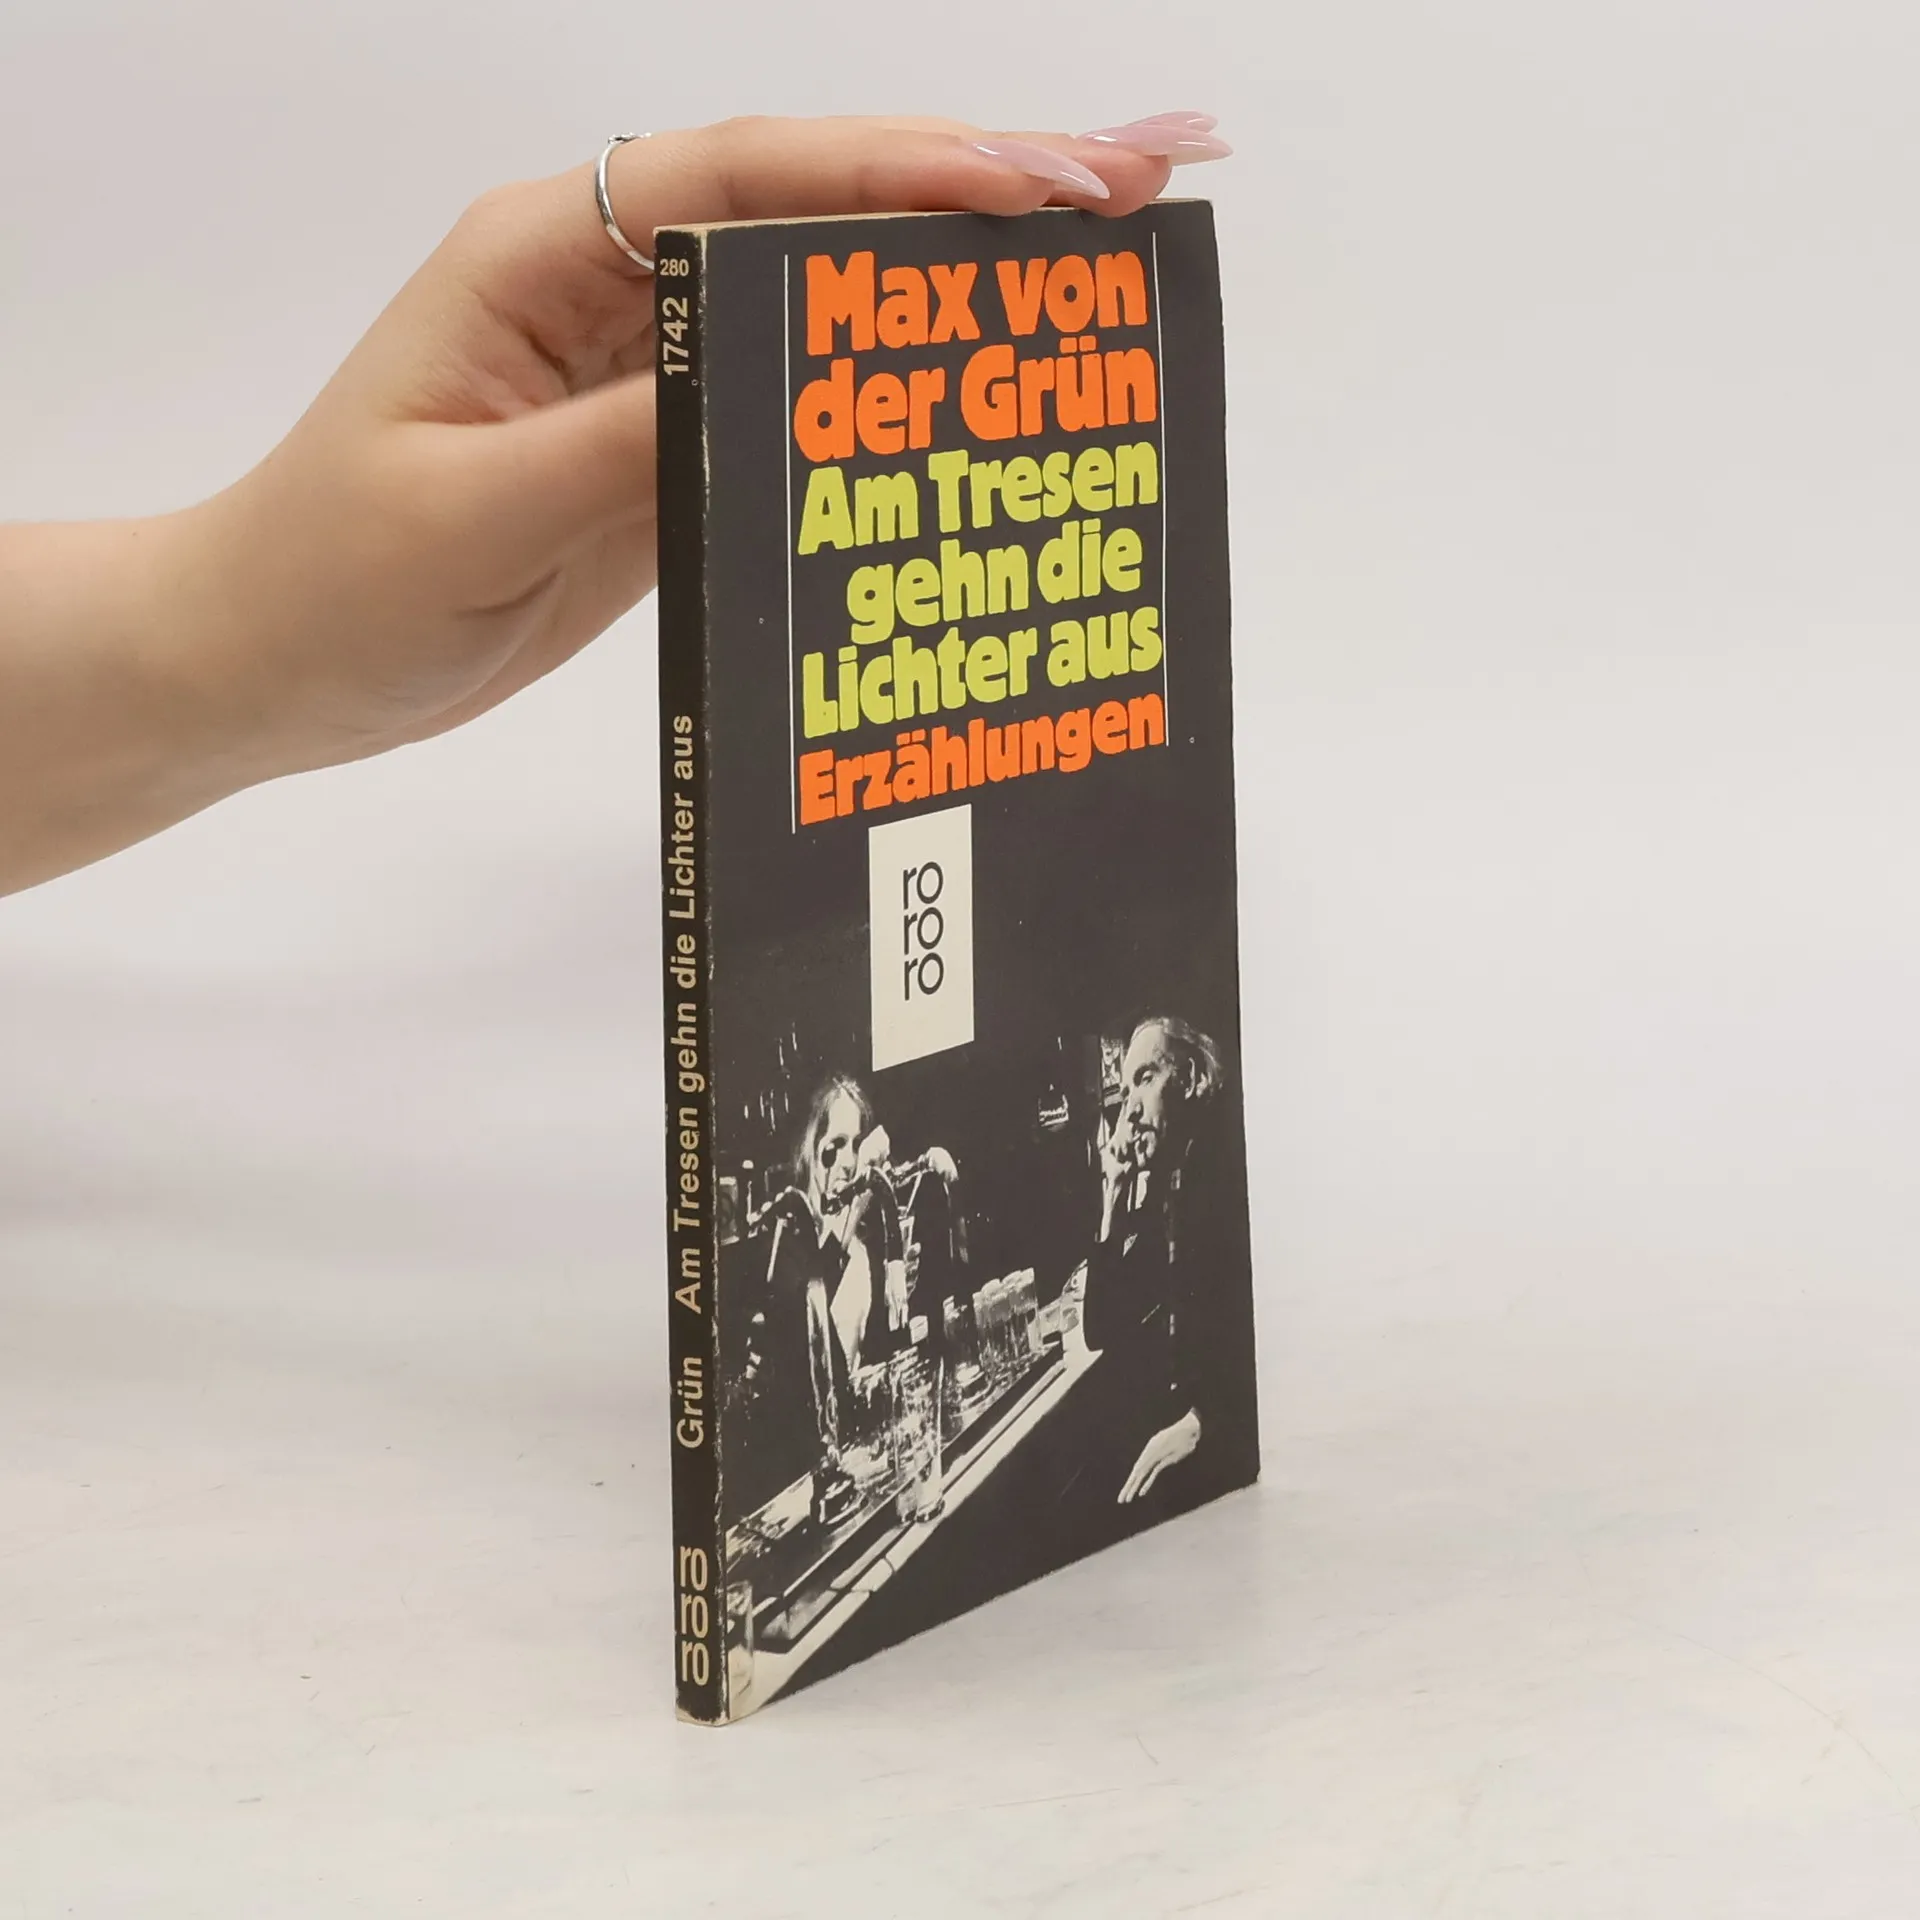 Max von
der Grün
Am Tresen
gehn die
Lichter aus
Erzählungen
ro
ro
ro
280
1742
Grün Am Tresen gehn die Lichter aus
ro
ro
ro